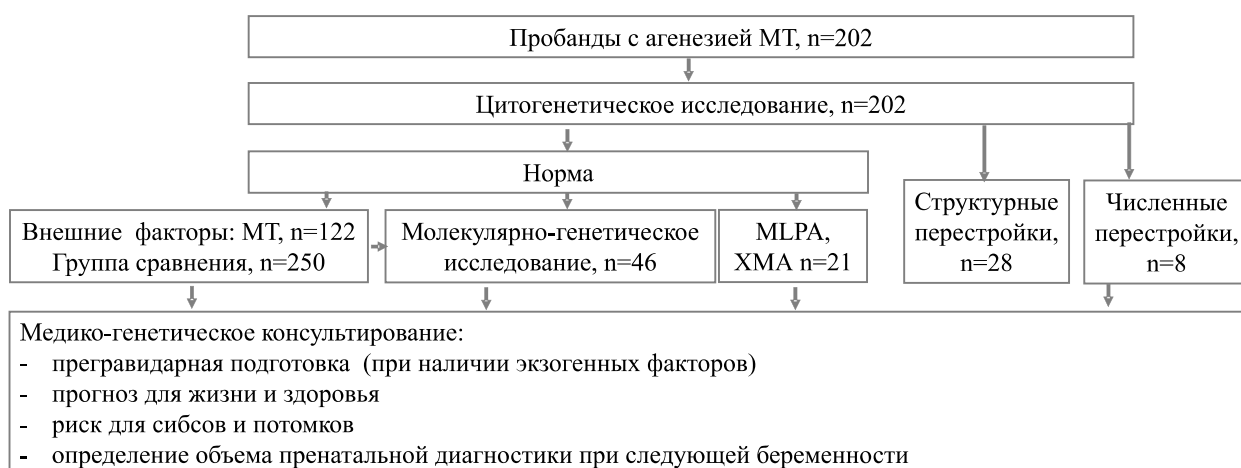 Пробанды с агенезией МТ, n=202
Цитогенетическое исследование, n=202
Норма
Структурные
перестройки,
n=28
Численные
перестройки,
n=8
Внешние факторы: МТ, n=122
Группа сравнения, n=250
Молекулярно-генетическое
исследование, n=46
MLPA,
ХМА n=21
Медико-генетическое консультирование:
- прегравидарная подготовка (при наличии экзогенных факторов)
- прогноз для жизни и здоровья
- риск для сибсов и потомков
- определение объема пренатальной диагностики при следующей беременности